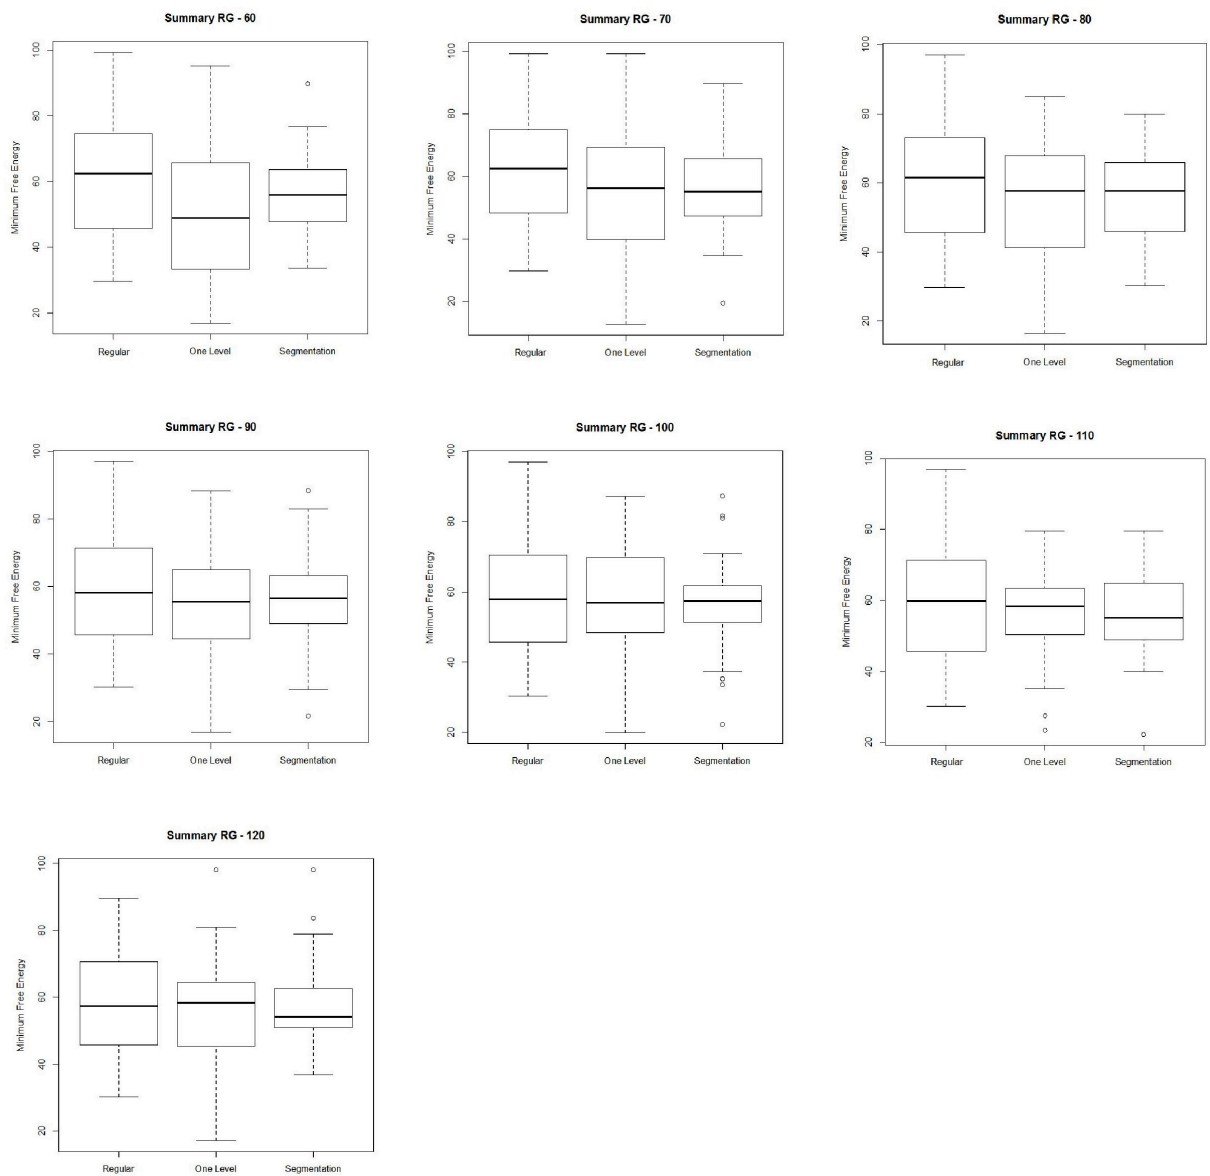 Summary RG - 60
Minimum Free Energy
100
80
60
40
20
Regular
One Level
Segmentation
Summary RG - 70
Minimum Free Energy
100
80
60
40
20
Regular
One Level
Segmentation
Summary RG - 80
Minimum Free Energy
100
80
60
40
20
Regular
One Level
Segmentation
Summary RG - 90
Minimum Free Energy
100
80
60
40
20
Regular
One Level
Segmentation
Summary RG - 100
Minimum Free Energy
100
80
60
40
20
Regular
One Level
Segmentation
Summary RG - 110
Minimum Free Energy
100
80
60
40
20
Regular
One Level
Segmentation
Summary RG - 120
Minimum Free Energy
100
80
60
40
20
Regular
One Level
Segmentation